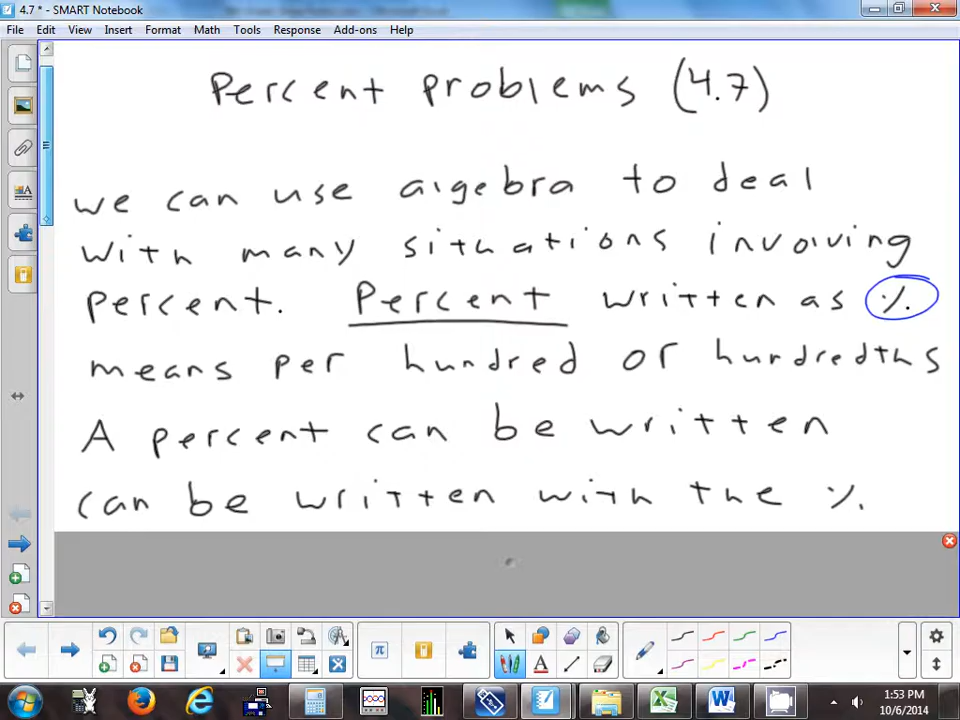 4.7 * - SMART Notebook
File Edit View Insert Format Math Tools Response Add-ons Help
Percent problems (4.7)
we can use algebra to deal
with many situations involving
percent. Percent written as %
means per hundred or hundredths
A percent can be written
can be written with the %
1:53 PM
10/6/2014